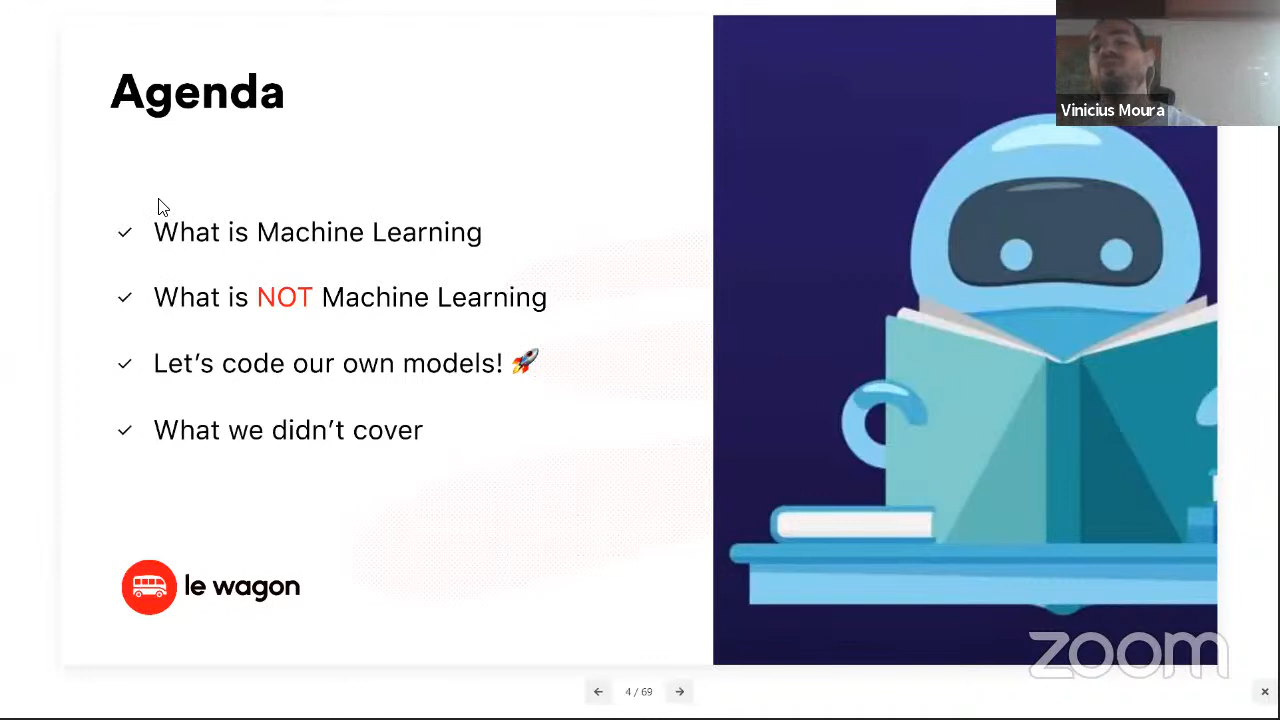 Agenda
What is Machine Learning
What is NOT Machine Learning
Let’s code our own models! 🚀
What we didn’t cover
le wagon
Vinicius Moura
zoom
4 / 69